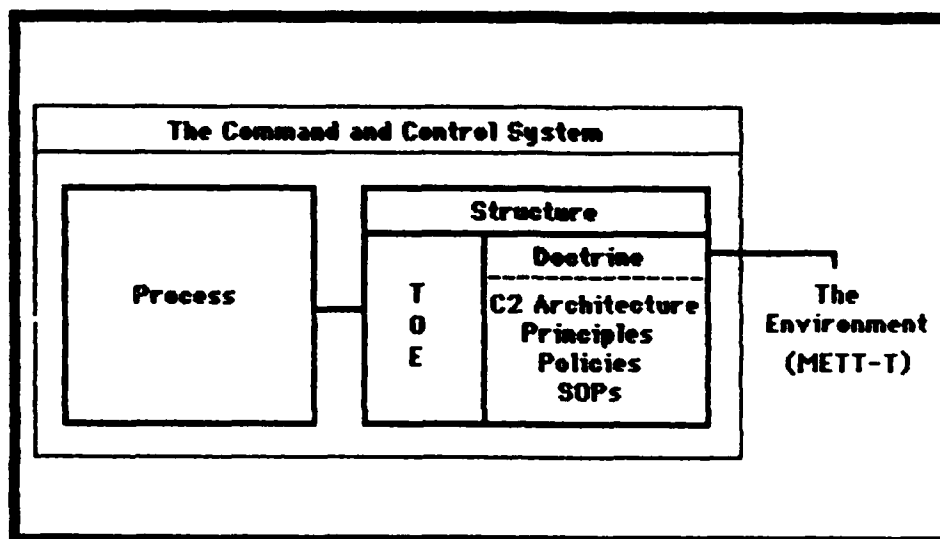 The Command and Control System
Process
Structure
T
O
E
Doctrine
C2 Architecture
Principles
Policies
SOPs
The
Environment
(METT-T)